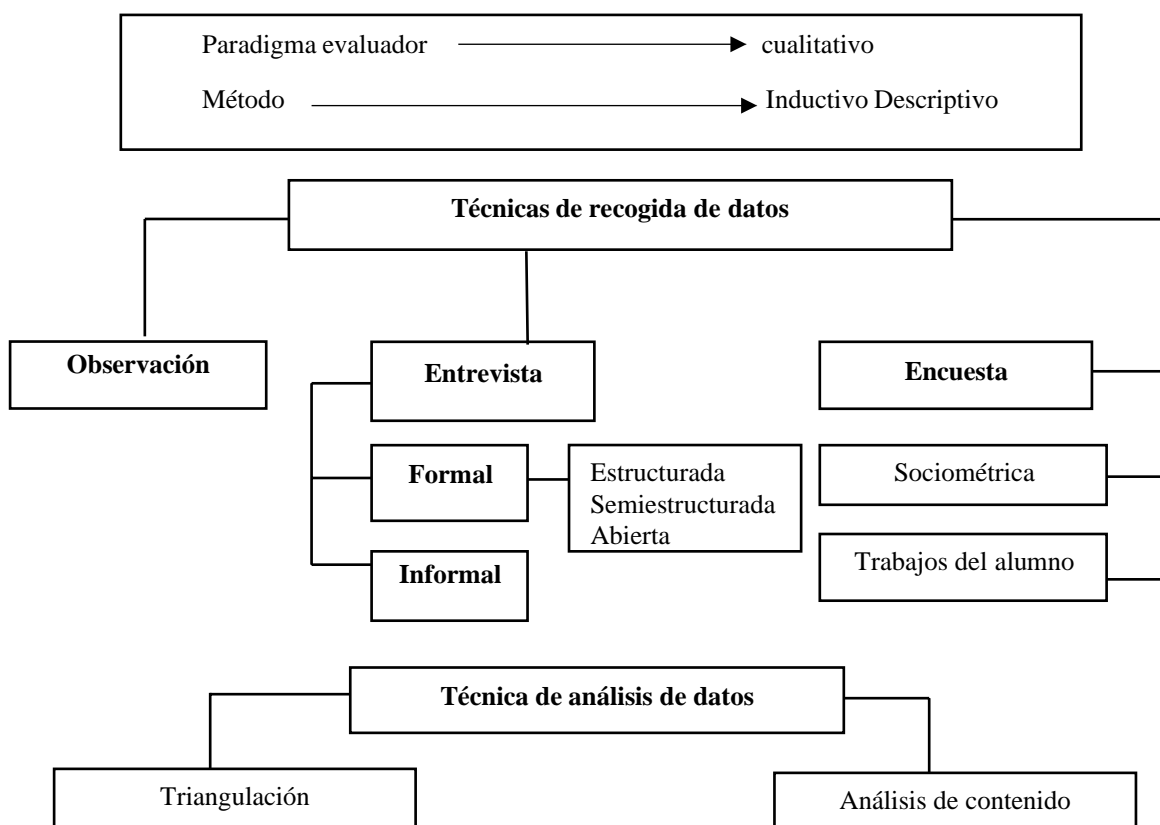 Paradigma evaluador cualitativo
Método Inductivo Descriptivo
Técnicas de recogida de datos
Observación
Entrevista
Encuesta
Formal
Estructurada
Semiestructurada
Abierta
Sociométrica
Informal
Trabajos del alumno
Técnica de análisis de datos
Triangulación
Análisis de contenido